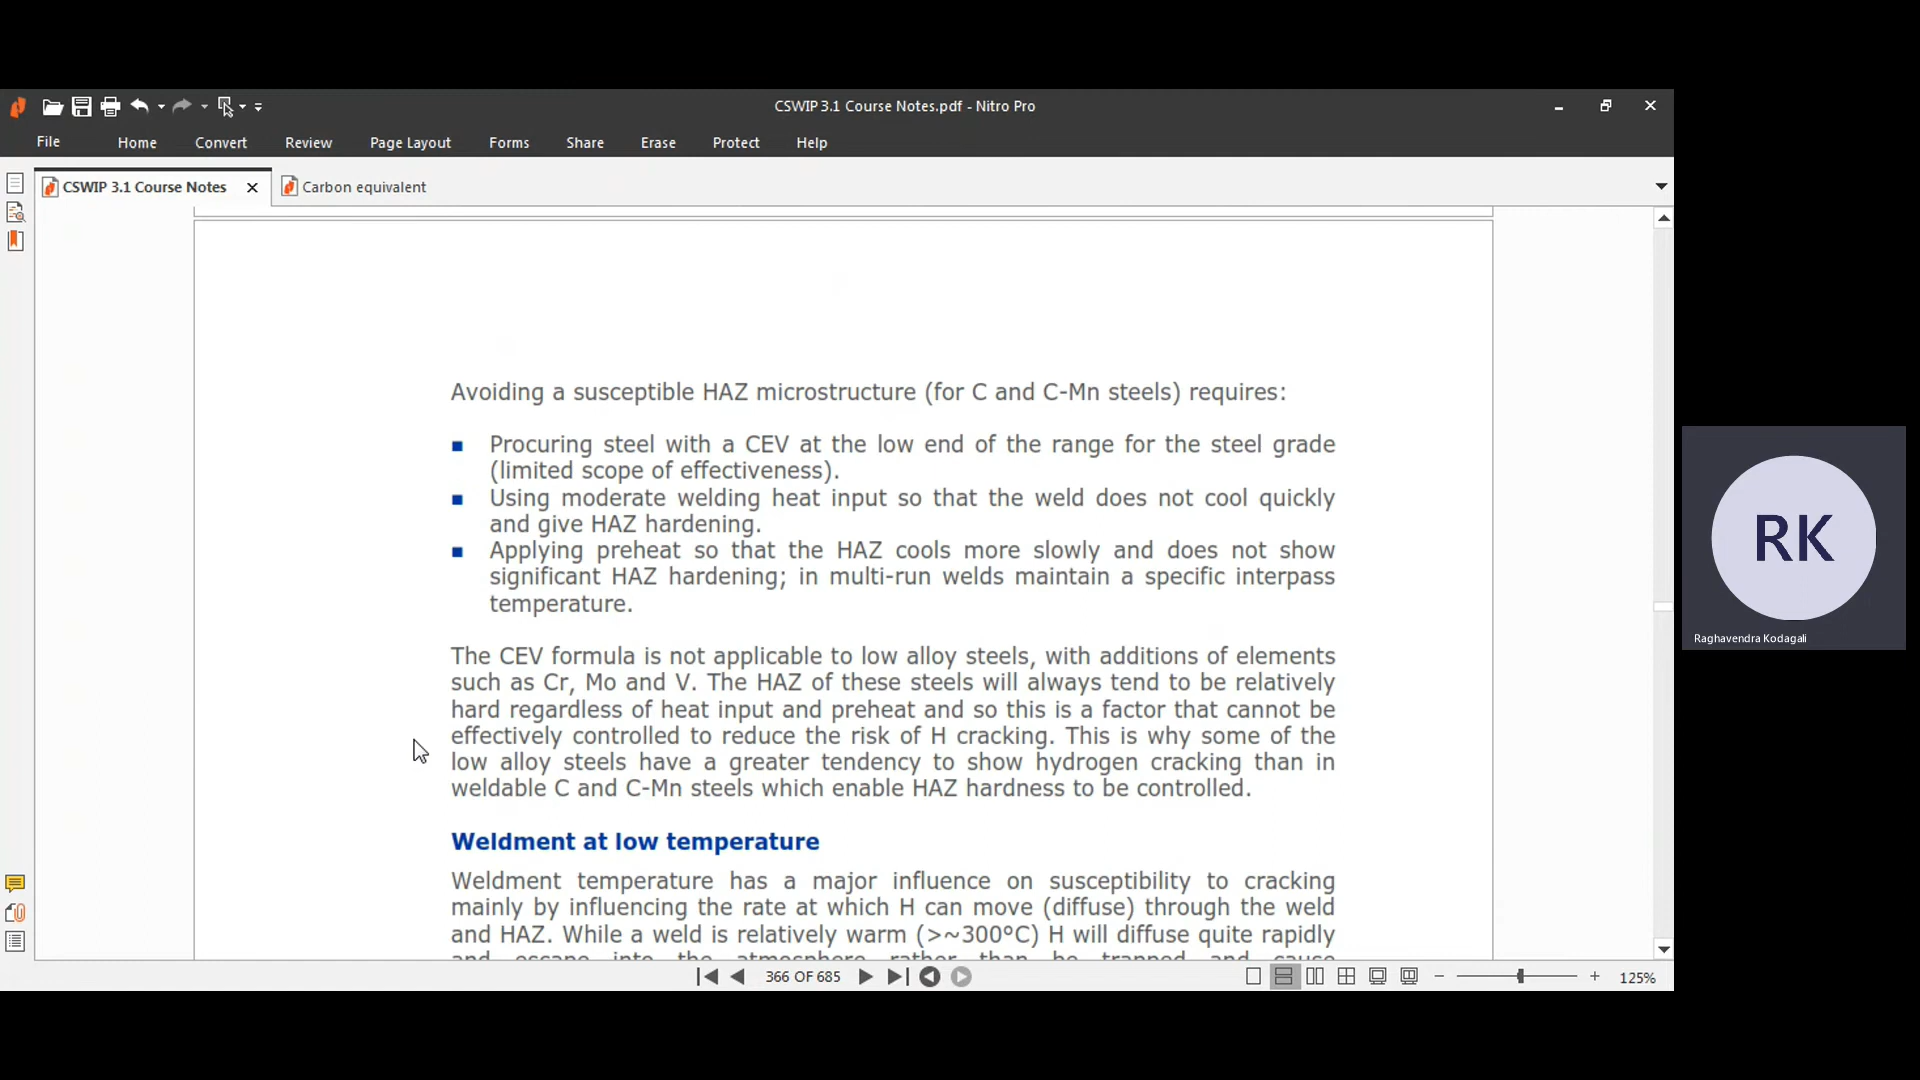 CSWIP 3.1 Course Notes.pdf - Nitro Pro
File Home Convert Review Page Layout Forms Share Erase Protect Help
CSWIP 3.1 Course Notes Carbon equivalent
Avoiding a susceptible HAZ microstructure (for C and C-Mn steels) requires:
Procuring steel with a CEV at the low end of the range for the steel grade
(limited scope of effectiveness).
Using moderate welding heat input so that the weld does not cool quickly
and give HAZ hardening.
Applying preheat so that the HAZ cools more slowly and does not show
significant HAZ hardening; in multi-run welds maintain a specific interpass
temperature.
The CEV formula is not applicable to low alloy steels, with additions of elements
such as Cr, Mo and V. The HAZ of these steels will always tend to be relatively
hard regardless of heat input and preheat and so this is a factor that cannot be
effectively controlled to reduce the risk of H cracking. This is why some of the
low alloy steels have a greater tendency to show hydrogen cracking than in
weldable C and C-Mn steels which enable HAZ hardness to be controlled.
Weldment at low temperature
Weldment temperature has a major influence on susceptibility to cracking
mainly by influencing the rate at which H can move (diffuse) through the weld
and HAZ. While a weld is relatively warm (>~300°C) H will diffuse quite rapidly
and escape into the atmosphere rather than be trapped and cause
366 OF 685
125%
RK
Raghavendra Kodagali